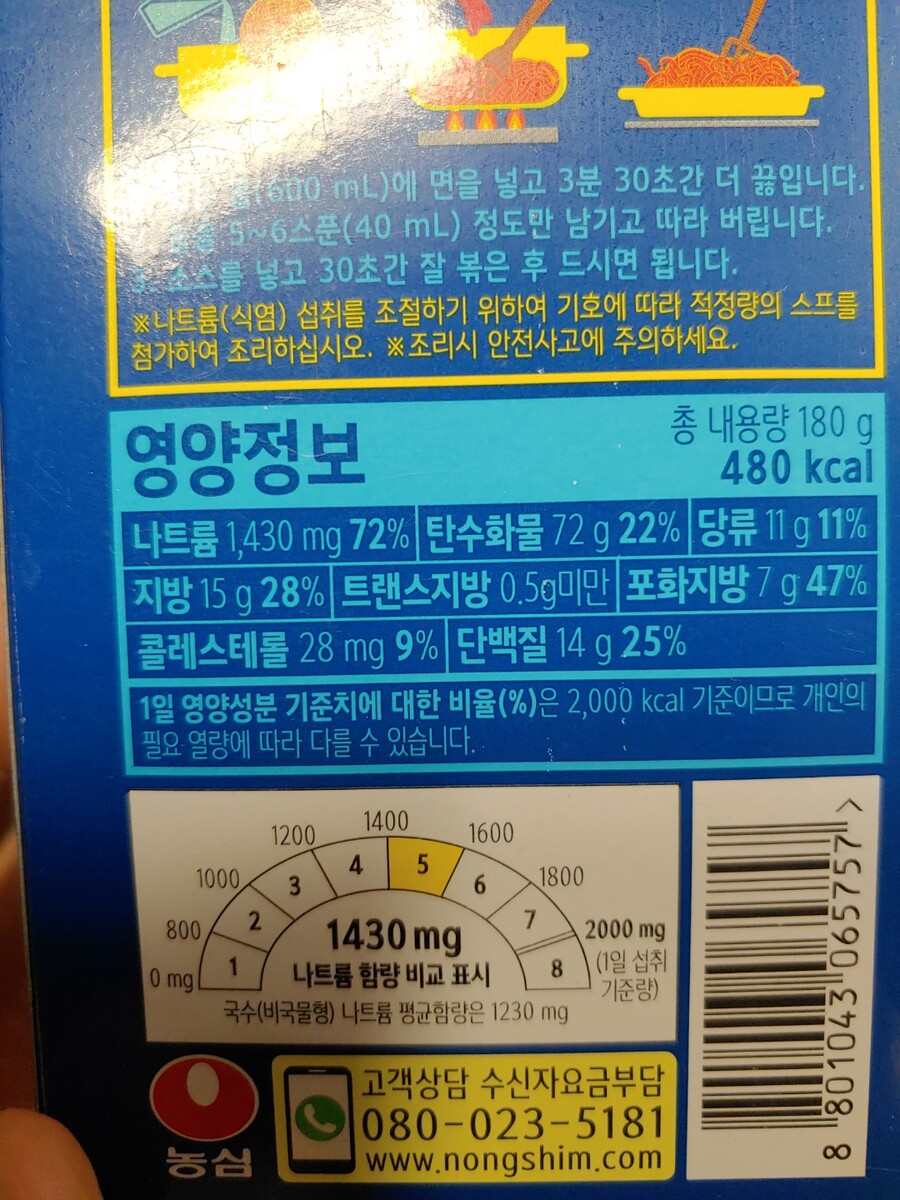 (600 mL)에 면을 넣고 3분 30초간 더 끓입니다.
5~6스푼(40 mL) 정도만 남기고 따라 버립니다.
3. 소스를 넣고 30초간 잘 볶은 후 드시면 됩니다.
※나트륨(식염) 섭취를 조절하기 위하여 기호에 따라 적정량의 스프를
첨가하여 조리하십시오. ※조리시 안전사고에 주의하세요.
영양정보
총 내용량 180 g
480 kcal
나트륨 1,430 mg 72% 탄수화물 72 g 22% 당류 11 g 11%
지방 15 g 28% 트랜스지방 0.5g미만 포화지방 7 g 47%
콜레스테롤 28 mg 9% 단백질 14 g 25%
1일 영양성분 기준치에 대한 비율(%)은 2,000 kcal 기준이므로 개인의
필요 열량에 따라 다를 수 있습니다.
0 mg 800 1000 1200 1400 1600 1800 2000 mg
(1일 섭취
기준량)
1 2 3 4 5 6 7 8
1430 mg
나트륨 함량 비교 표시
국수(비국물형) 나트륨 평균함량은 1230 mg
8 801043 065757 >
농심
고객상담 수신자요금부담
080-023-5181
www.nongshim.com